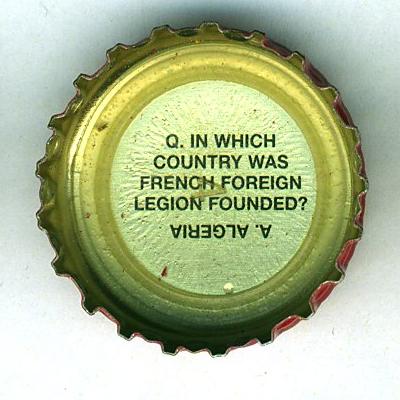 Q. IN WHICH
COUNTRY WAS
FRENCH FOREIGN
LEGION FOUNDED?
A. ALGERIA